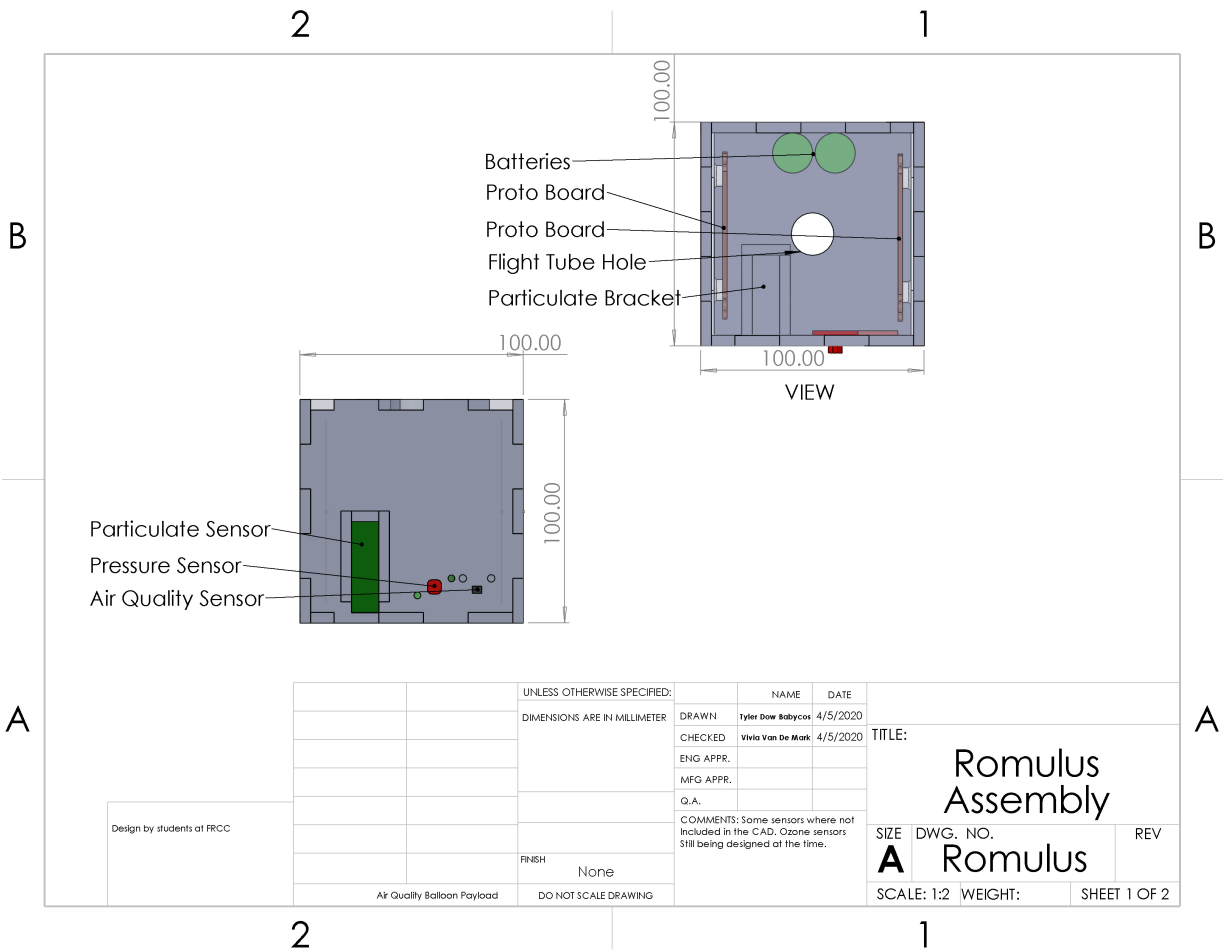 2
1
B
B
A
A
100.00
Batteries
Proto Board
Proto Board
Flight Tube Hole
Particulate Bracket
100.00
VIEW
100.00
100.00
Particulate Sensor
Pressure Sensor
Air Quality Sensor
Design by students at FRCC
Air Quality Balloon Payload
UNLESS OTHERWISE SPECIFIED:
DIMENSIONS ARE IN MILLIMETER
FINISH
None
DO NOT SCALE DRAWING
NAME
DATE
DRAWN Tyler Dow Babycos 4/5/2020
CHECKED Vivia Van De Mark 4/5/2020
ENG APPR.
MFG APPR.
Q.A.
COMMENTS: Some sensors where not
Included in the CAD. Ozone sensors
Still being designed at the time.
TITLE:
Romulus
Assembly
SIZE
A
DWG. NO.
Romulus
REV
SCALE: 1:2
WEIGHT:
SHEET 1 OF 2
2
1